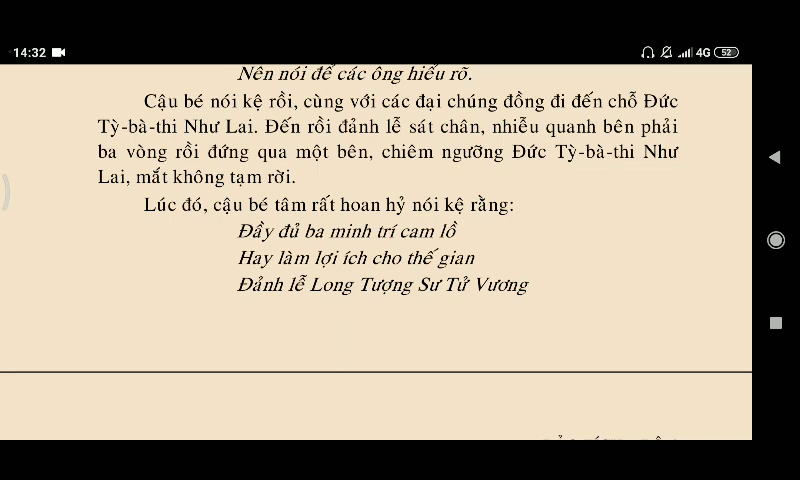 14:32
4G 52
Nên nói để các ông hiểu rõ.
Cậu bé nói kệ rồi, cùng với các đại chúng đồng đi đến chỗ Đức
Tỳ-bà-thi Như Lai. Đến rồi đảnh lễ sát chân, nhiễu quanh bên phải
ba vòng rồi đứng qua một bên, chiêm ngưỡng Đức Tỳ-bà-thi Như
Lai, mắt không tạm rời.
Lúc đó, cậu bé tâm rất hoan hỷ nói kệ rằng:
Đầy đủ ba minh trí cam lồ
Hay làm lợi ích cho thế gian
Đảnh lễ Long Tượng Sư Tử Vương